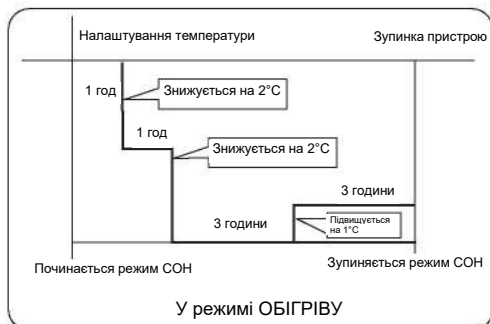 Налаштування температури
Зупинка пристрою
1 год
Знижується на 2°C
1 год
Знижується на 2°C
3 години
3 години
Підвищується
на 1°C
Починається режим СОН
Зупиняється режим СОН
У режимі ОБІГРІВУ